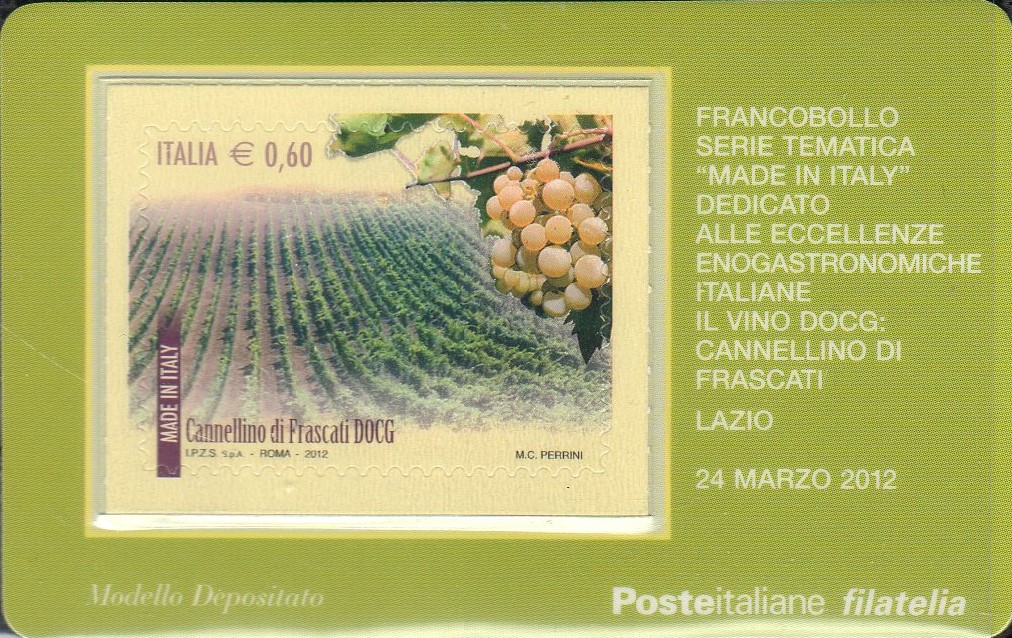 ITALIA € 0,60
MADE IN ITALY
Cannellino di Frascati DOCG
I.P.Z.S. S.p.A. - ROMA - 2012
M.C. PERRINI
FRANCOBOLLO
SERIE TEMATICA
“MADE IN ITALY”
DEDICATO
ALLE ECCELLENZE
ENOGASTRONOMICHE
ITALIANE
IL VINO DOCG:
CANNELLINO DI
FRASCATI
LAZIO
24 MARZO 2012
Modello Depositato
Posteitaliane filatelia